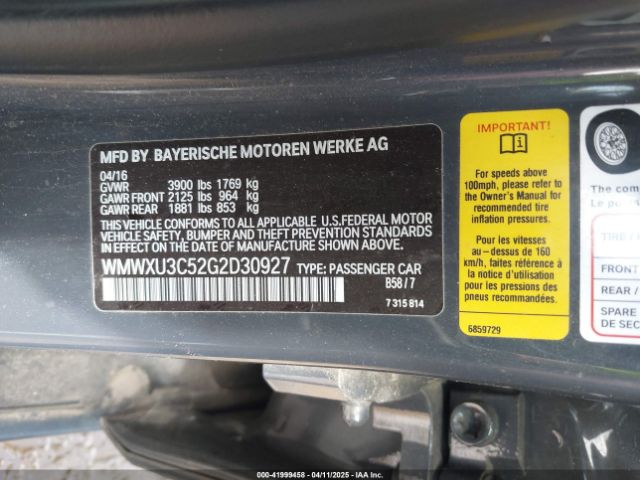 MFD BY BAYERISCHE MOTOREN WERKE AG
04/16
GVWR 3900 lbs 1769 kg
GAWR FRONT 2125 lbs 964 kg
GAWR REAR 1881 lbs 853 kg
THIS VEHICLE CONFORMS TO ALL APPLICABLE U.S.FEDERAL MOTOR
VEHICLE SAFETY, BUMPER AND THEFT PREVENTION STANDARDS
IN EFFECT ON THE DATE OF MANUFACTURE SHOWN ABOVE.
WMWXU3C52G2D30927 TYPE: PASSENGER CAR
B58 / 7
7 315 814
IMPORTANT!
For speeds above
100mph, please refer to
the Owner's Manual for
recommended tire
inflation pressures.
Pour les vitesses
au-dessus de 160
km/h, se reporter à
la notice d'utilisation
pour les pressions des
pneus recommandées.
6859729
The com
1'
TIRE /
FRONT
REAR /
SPARE
DE SEC
000-41999458 - 04/11/2025 - IAA Inc.